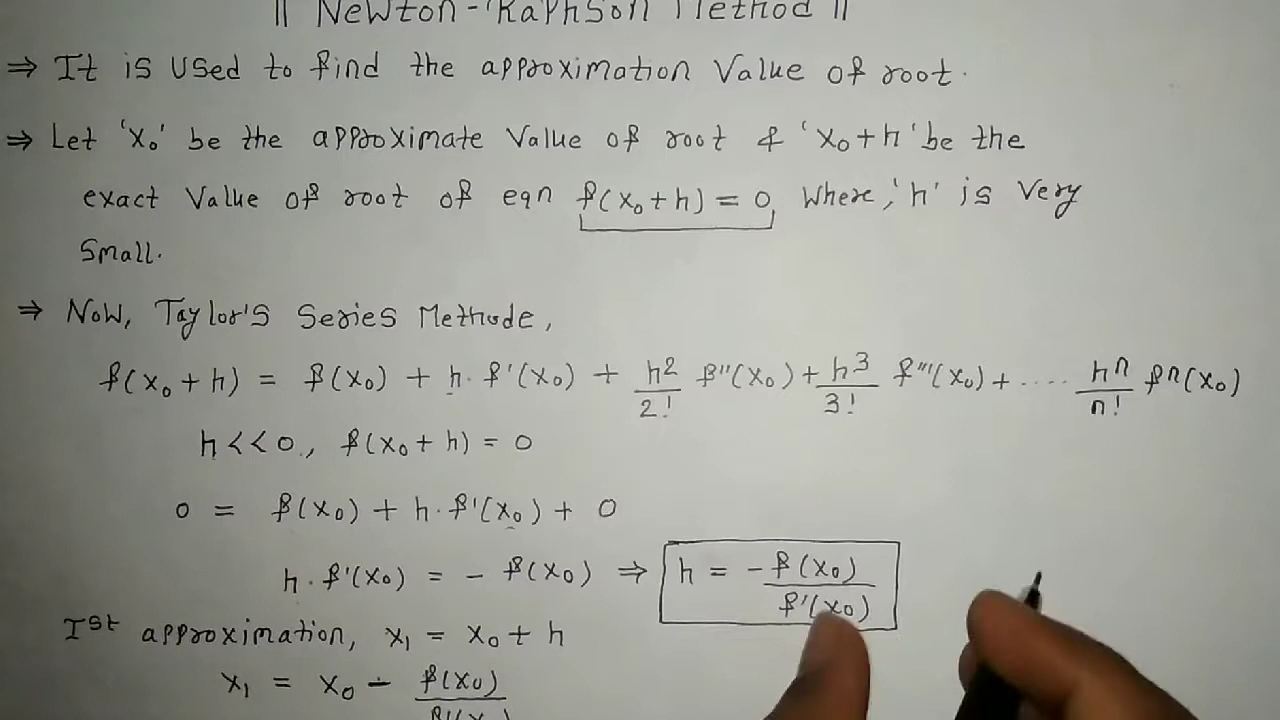 || Newton-Raphson Method ||
⇒ It is used to find the approximation value of root.
⇒ Let 'x₀' be the approximate value of root & 'x₀+h' be the
exact value of root of eqn f(x₀+h) = 0 where, 'h' is very
small.
⇒ Now, Taylor's Series Methode,
f(x₀+h) = f(x₀) + h·f'(x₀) + h²/2! f''(x₀) + h³/3! f'''(x₀) + .... hⁿ/n! fⁿ(x₀)
h<<0, f(x₀+h) = 0
0 = f(x₀) + h·f'(x₀) + 0
h·f'(x₀) = - f(x₀) ⇒ h = -f(x₀)/f'(x₀)
Ist approximation, x₁ = x₀ + h
x₁ = x₀ - f(x₀)/f'(x₀)